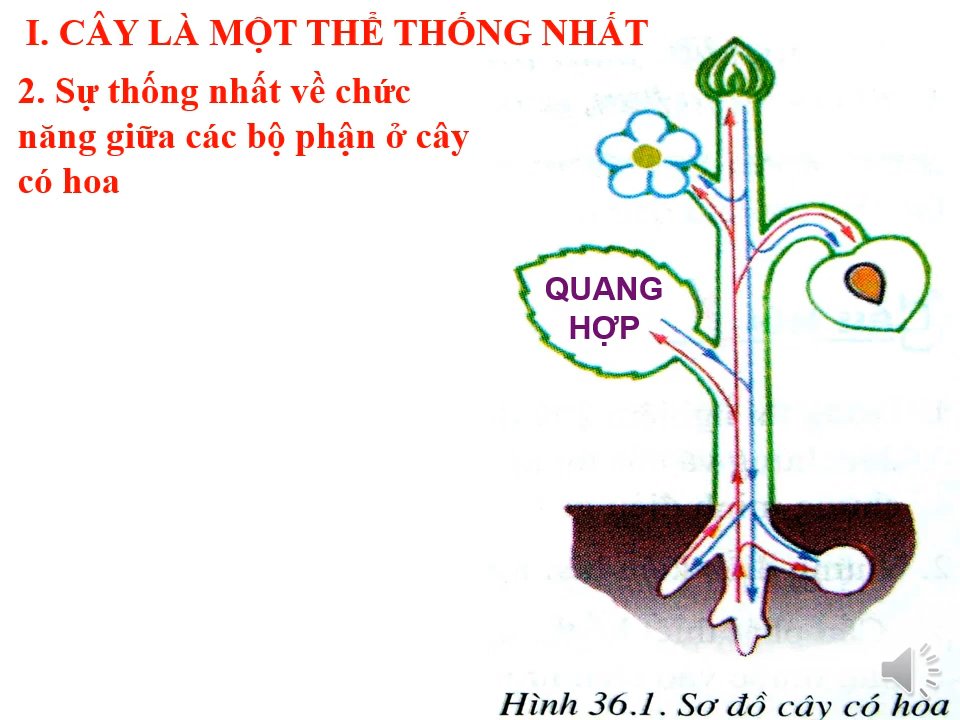 I. CÂY LÀ MỘT THỂ THỐNG NHẤT
2. Sự thống nhất về chức
năng giữa các bộ phận ở cây
có hoa
QUANG
HỢP
Hình 36.1. Sơ đồ cây có hoa